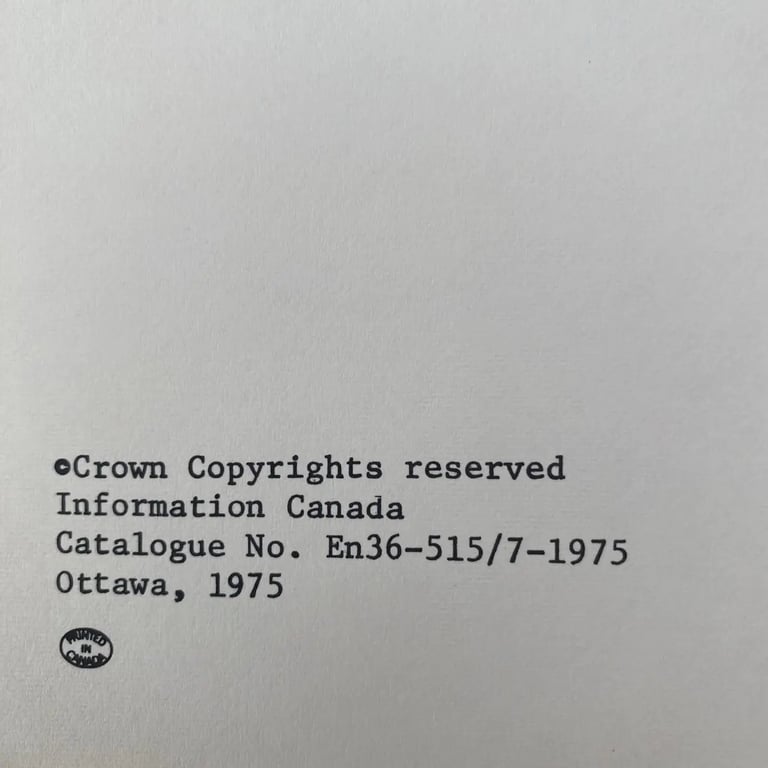 ©Crown Copyrights reserved
Information Canada
Catalogue No. En36-515/7-1975
Ottawa, 1975
PRINTED
IN
CANADA